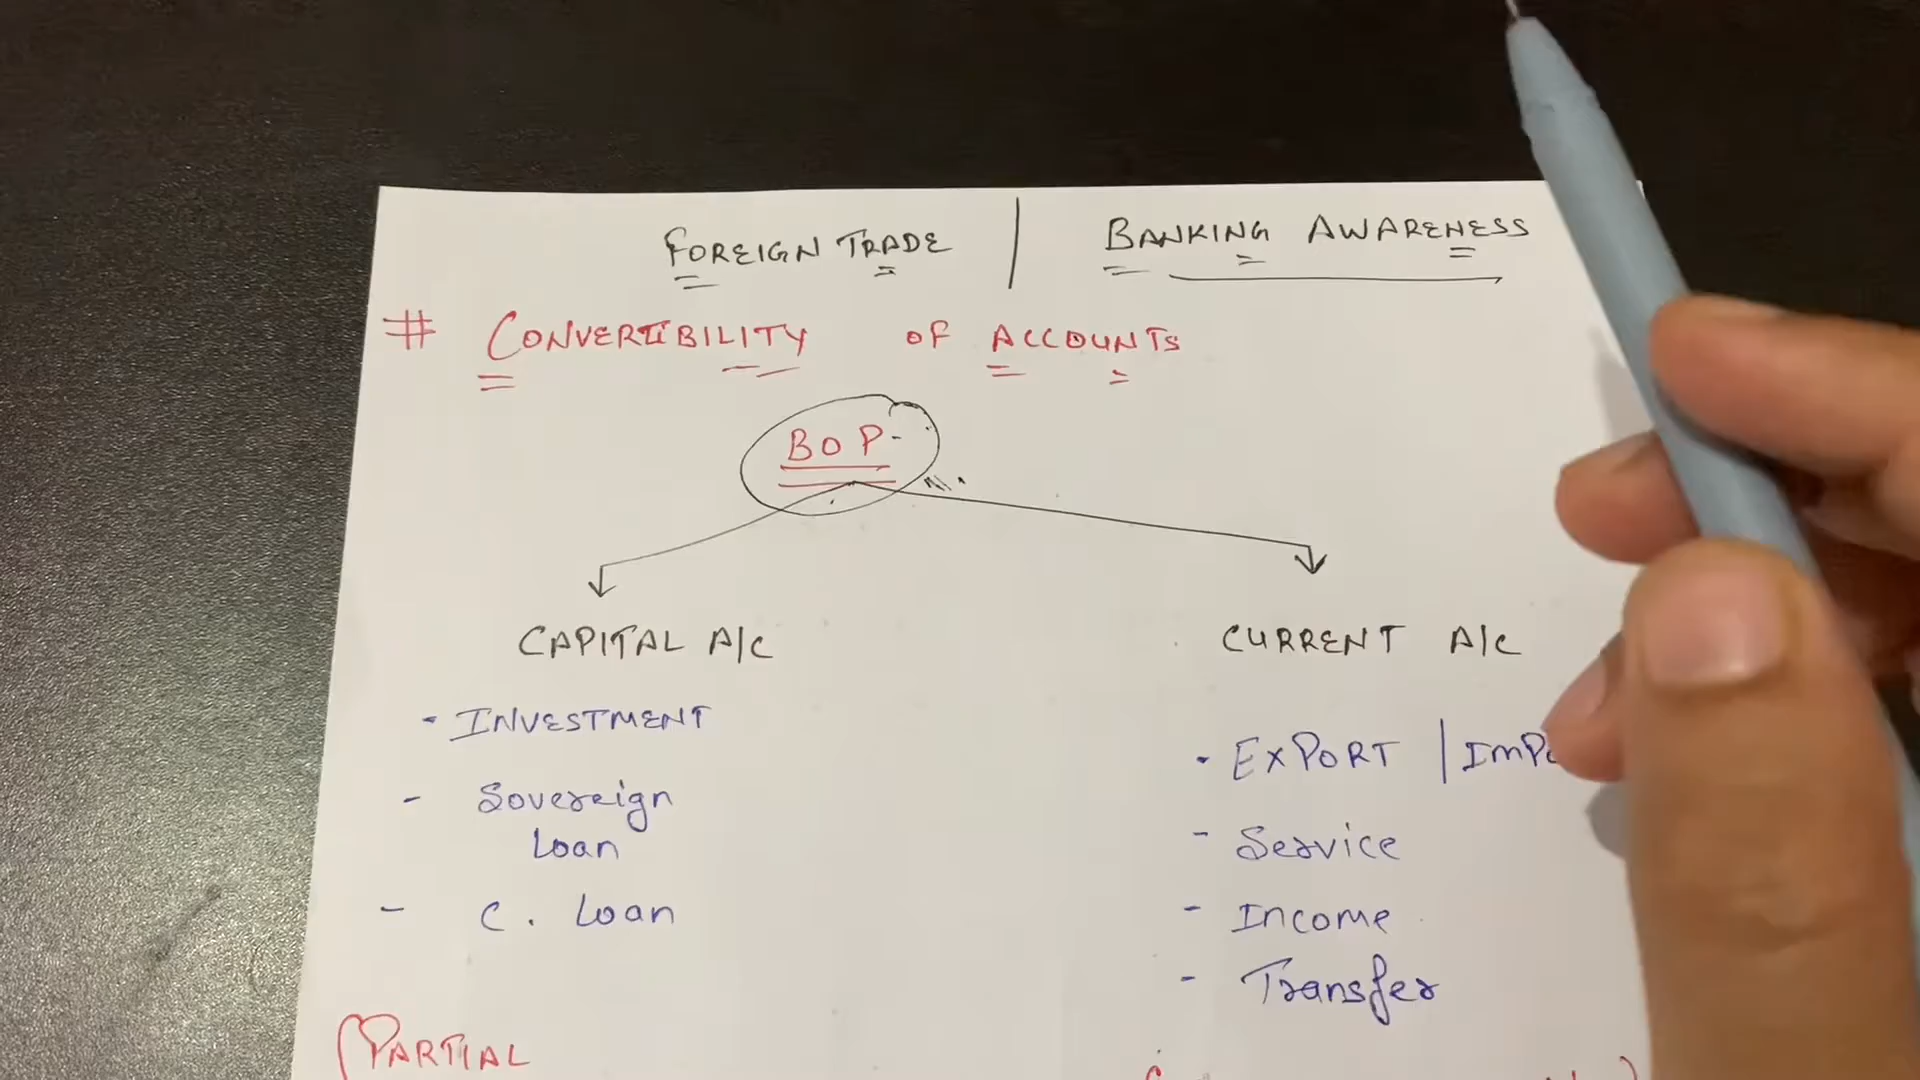 FOREIGN TRADE | BANKING AWARENESS
# CONVERTIBILITY OF ACCOUNTS
BOP
CAPITAL A/C
- INVESTMENT
- Sovereign
Loan
- C. Loan
CURRENT A/C
- EXPORT |
- Service
- Income
- Transfer
(PARTIAL